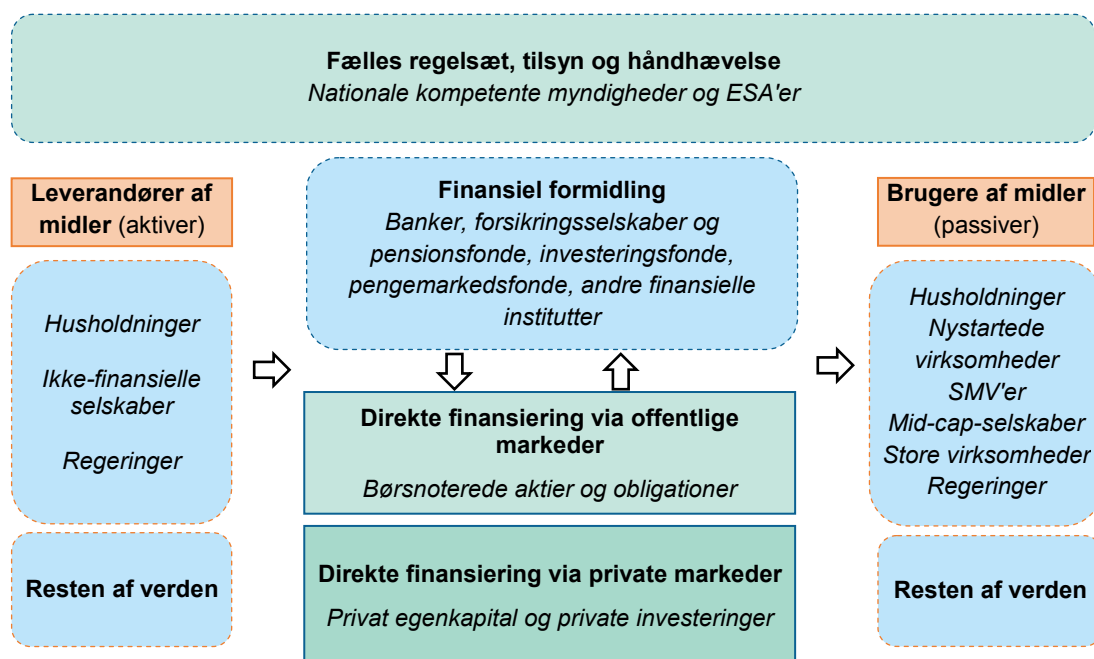 Fælles regelsæt, tilsyn og håndhævelse
Nationale kompetente myndigheder og ESA'er
Leverandører af
midler (aktiver)
Husholdninger
Ikke-finansielle
selskaber
Regeringer
Resten af verden
Finansiel formidling
Banker, forsikringsselskaber og
pensionsfonde, investeringsfonde,
pengemarkedsfonde, andre finansielle
institutter
Direkte finansiering via offentlige
markeder
Børsnoterede aktier og obligationer
Direkte finansiering via private markeder
Privat egenkapital og private investeringer
Brugere af midler
(passiver)
Husholdninger
Nystartede
virksomheder
SMV'er
Mid-cap-selskaber
Store virksomheder
Regeringer
Resten af verden